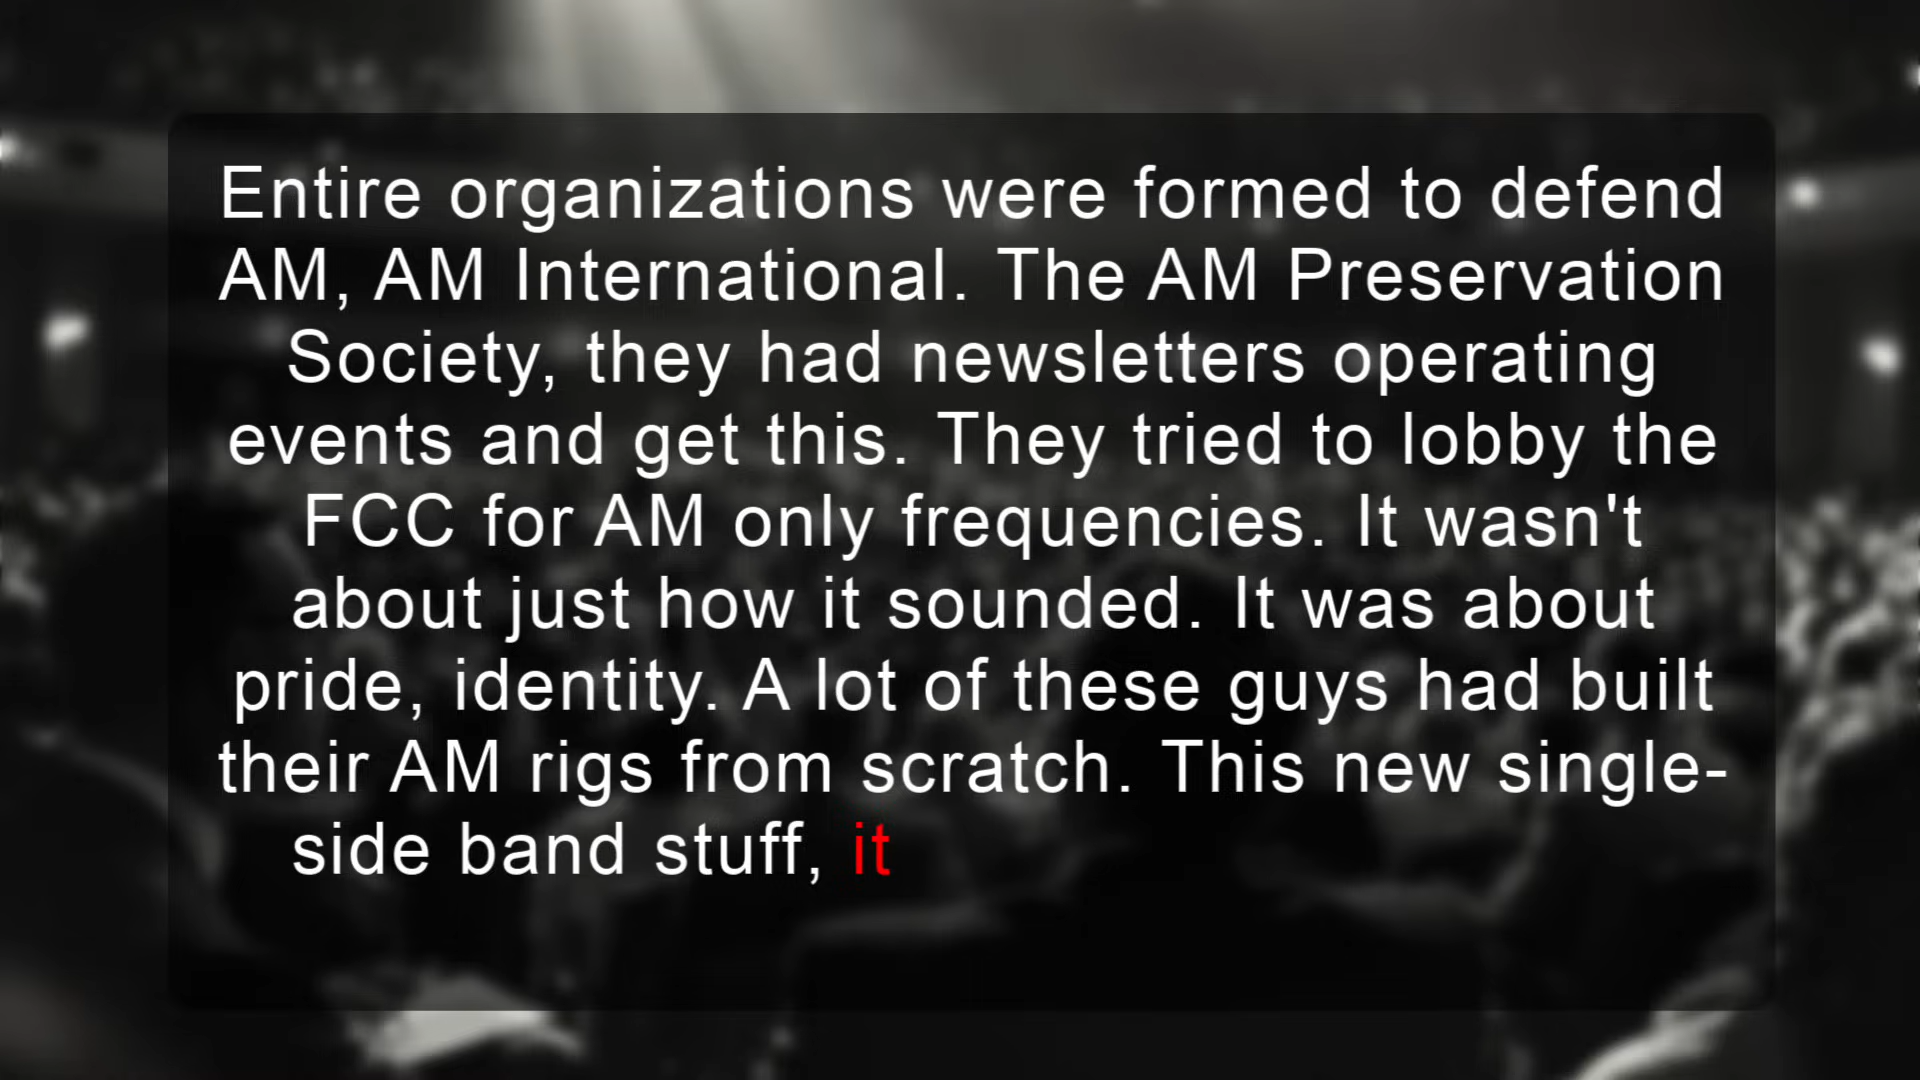 Entire organizations were formed to defend
AM, AM International. The AM Preservation
Society, they had newsletters operating
events and get this. They tried to lobby the
FCC for AM only frequencies. It wasn't
about just how it sounded. It was about
pride, identity. A lot of these guys had built
their AM rigs from scratch. This new single-
side band stuff, it